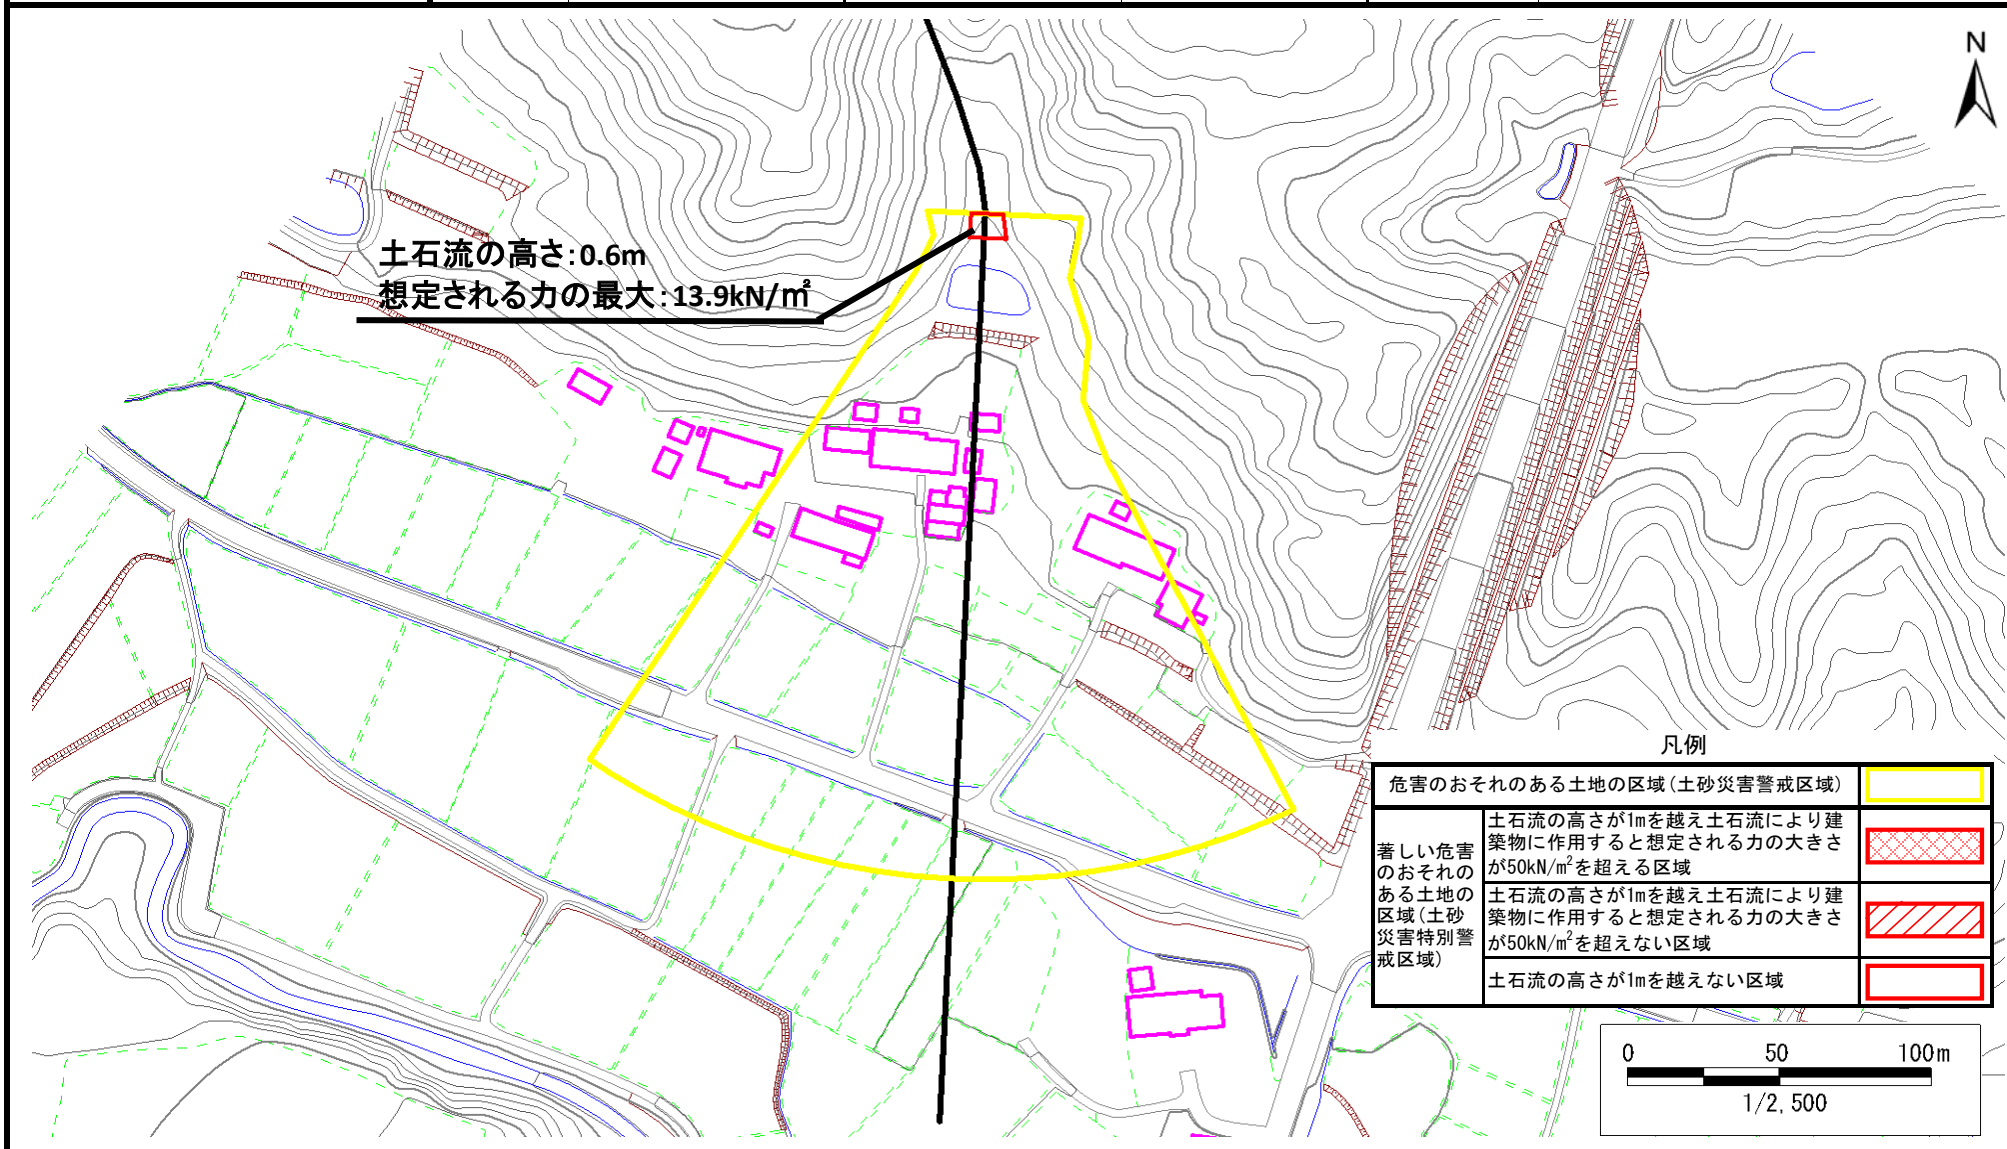 N
土石流の高さ:0.6m
想定される力の最大:13.9kN/㎡
凡例
危害のおそれのある土地の区域(土砂災害警戒区域)
著しい危害
のおそれの
ある土地の
区域(土砂
災害特別警
戒区域)
土石流の高さが1mを越え土石流により建
築物に作用すると想定される力の大きさ
が50kN/㎡を超える区域
土石流の高さが1mを越え土石流により建
築物に作用すると想定される力の大きさ
が50kN/㎡を超えない区域
土石流の高さが1mを越えない区域
0 50 100m
1/2,500